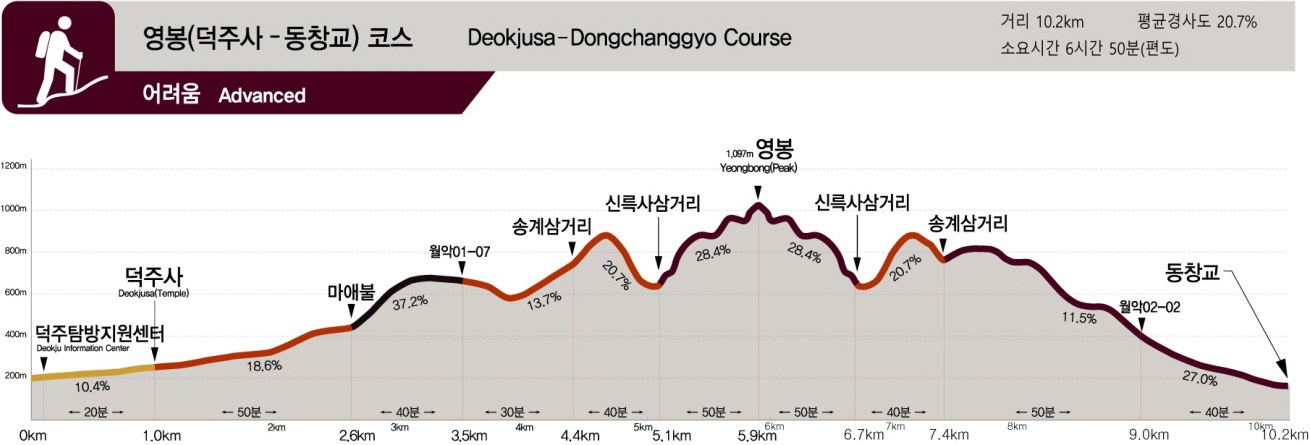 영봉(덕주사 - 동창교) 코스 Deokjusa-Dongchanggyo Course
거리 10.2km 평균경사도 20.7%
소요시간 6시간 50분(편도)
어려움 Advanced
1200m
1000m
800m
600m
400m
200m
덕주탐방지원센터
Deokju Information Center
덕주사
Deokjusa(Temple)
마애불
월악01-07
송계삼거리
신륵사삼거리
1,097m 영봉
Yeongbong(Peak)
신륵사삼거리
송계삼거리
월악02-02
동창교
10.4%
18.6%
37.2%
13.7%
20.7%
28.4%
28.4%
20.7%
11.5%
27.0%
← 20분 → ← 50분 → ← 40분 → ← 30분 → ← 40분 → ← 50분 → ← 50분 → ← 40분 → ← 50분 → ← 40분 →
2km 3km 4km 5km 6km 7km 8km 10km
0km 1.0km 2.6km 3.5km 4.4km 5.1km 5.9km 6.7km 7.4km 9.0km 10.2km